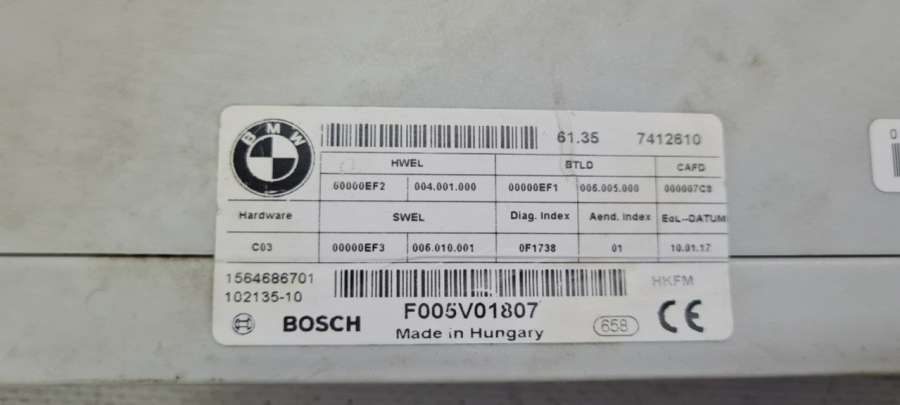 BMW
61.35 7412610
HWEL BTLD CAFD
60000EF2 004.001.000 00000EF1 006.005.000 000007C8
Hardware SWEL Diag. Index Aend. Index EoL-DATUM
C03 00000EF3 006.010.001 0F1738 01 10.01.17
1564686701 HKFM
102135-10
BOSCH F005V01807 658 CE
Made in Hungary
0